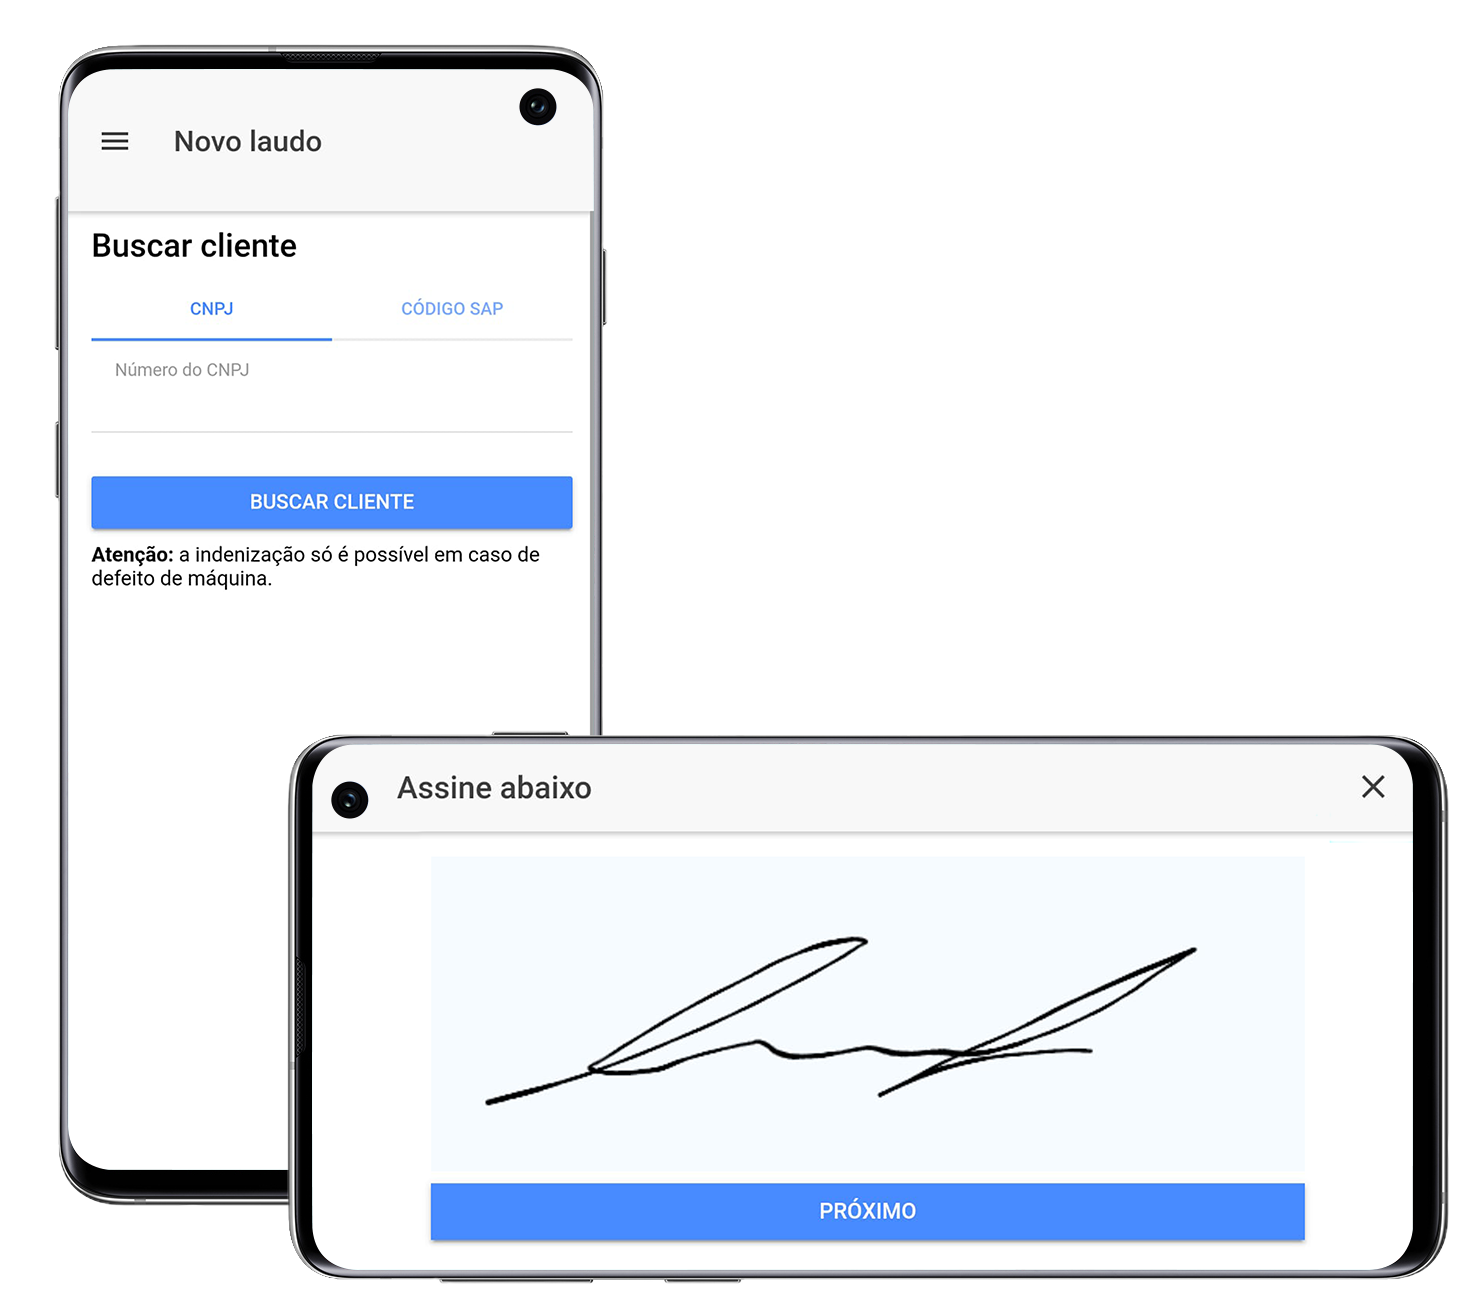 Novo laudo
Buscar cliente
CNPJ
CÓDIGO SAP
Número do CNPJ
BUSCAR CLIENTE
Atenção: a indenização só é possível em caso de
defeito de máquina.
Assine abaixo
PRÓXIMO